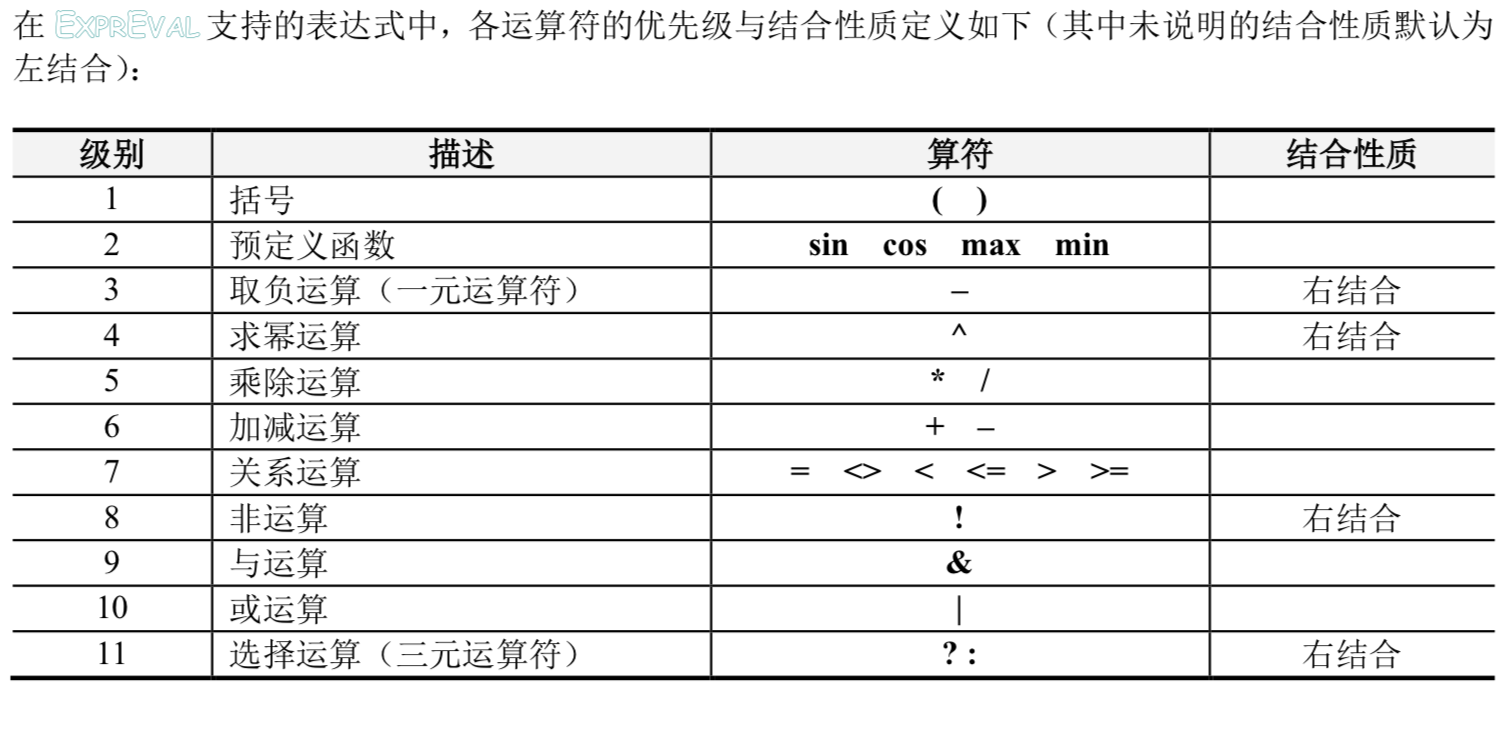 在 EXPREVAL 支持的表达式中，各运算符的优先级与结合性质定义如下（其中未说明的结合性质默认为
左结合）：
级别 描述 算符 结合性质
1 括号 ( )
2 预定义函数 sin cos max min
3 取负运算（一元运算符） – 右结合
4 求幂运算 ^ 右结合
5 乘除运算 * /
6 加减运算 + –
7 关系运算 = <> < <= > >=
8 非运算 ! 右结合
9 与运算 &
10 或运算 |
11 选择运算（三元运算符） ? : 右结合